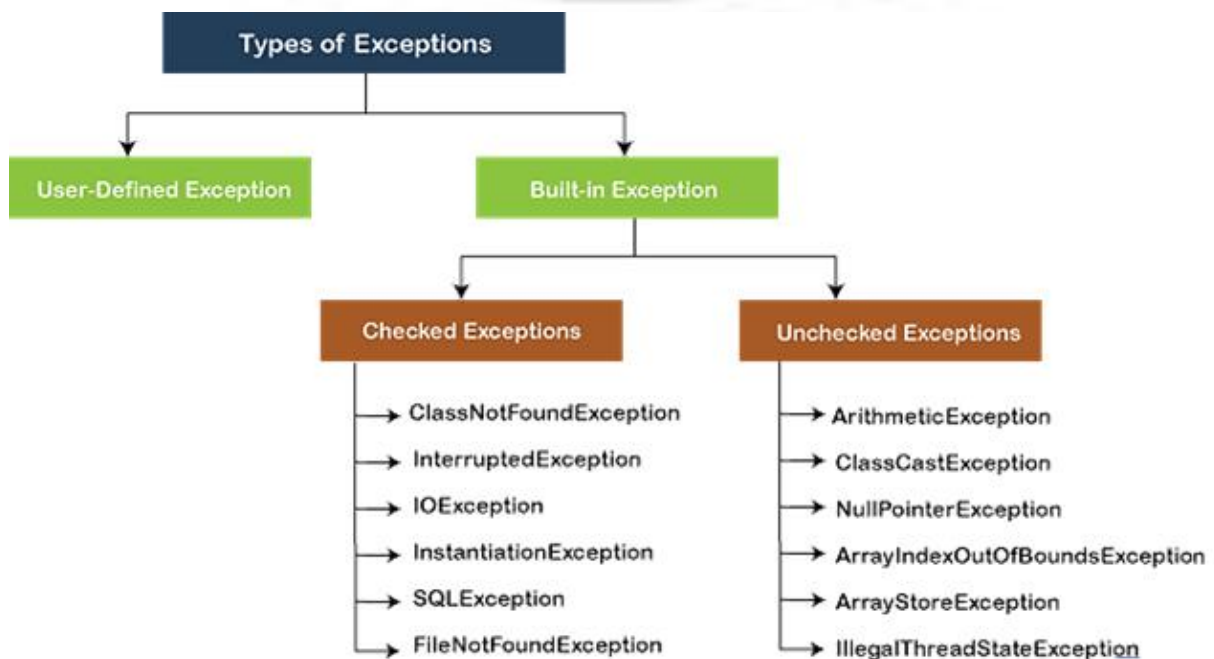 Types of Exceptions
User-Defined Exception
Built-in Exception
Checked Exceptions
ClassNotFoundException
InterruptedException
IOException
InstantiationException
SQLException
FileNotFoundException
Unchecked Exceptions
ArithmeticException
ClassCastException
NullPointerException
ArrayIndexOutOfBoundsException
ArrayStoreException
IllegalThreadStateException